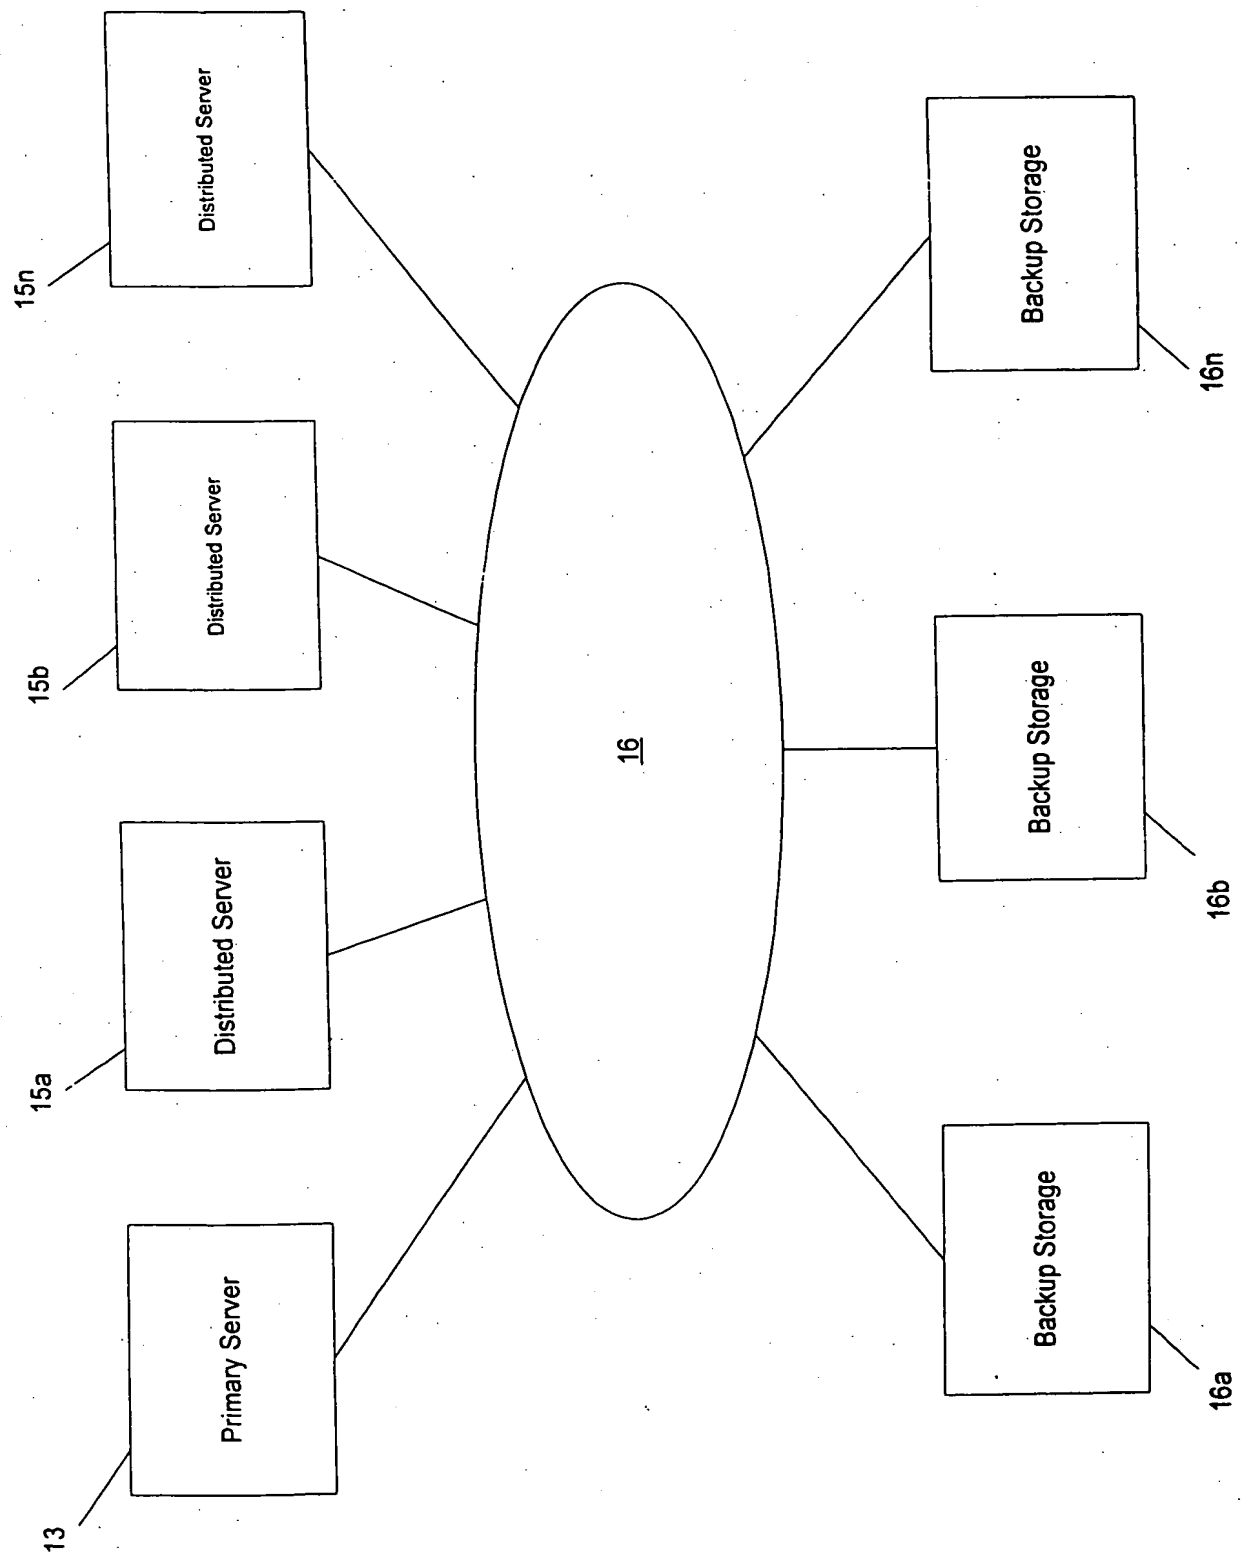 13
Primary Server
15a
Distributed Server
15b
Distributed Server
15n
Distributed Server
16
16a
Backup Storage
16b
Backup Storage
16n
Backup Storage